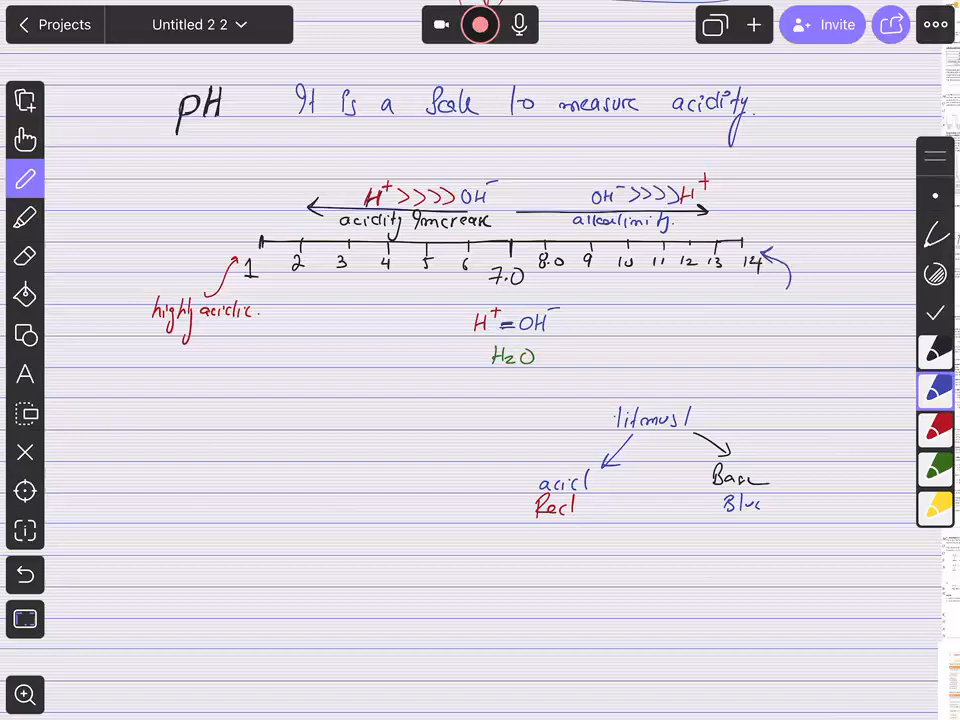 Projects
Untitled 2 2
Invite
pH It Is a Scale to measure acidity.
H+ >>>> OH- OH- >>>> H+
acidity increase alkalinity.
1 2 3 4 5 6 7.0 8.0 9 10 11 12 13 14
highly acidic.
H+ = OH-
H2O
litmus
acid Base
Red Blue